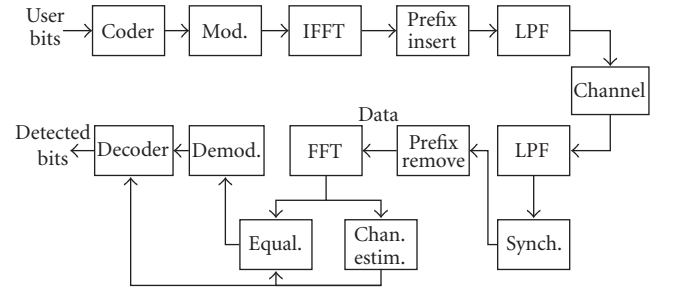 User
bits
Coder
Mod.
IFFT
Prefix
insert
LPF
Channel
Detected
bits
Decoder
Demod.
FFT
Data
Prefix
remove
LPF
Equal.
Chan.
estim.
Synch.